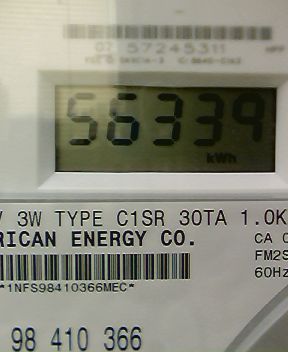 07 57245311
56339
kWh
V 3W TYPE C1SR 30TA 1.0K
RICAN ENERGY CO.
CA
FM2S
60Hz
*1NFS98410366MEC*
98 410 366